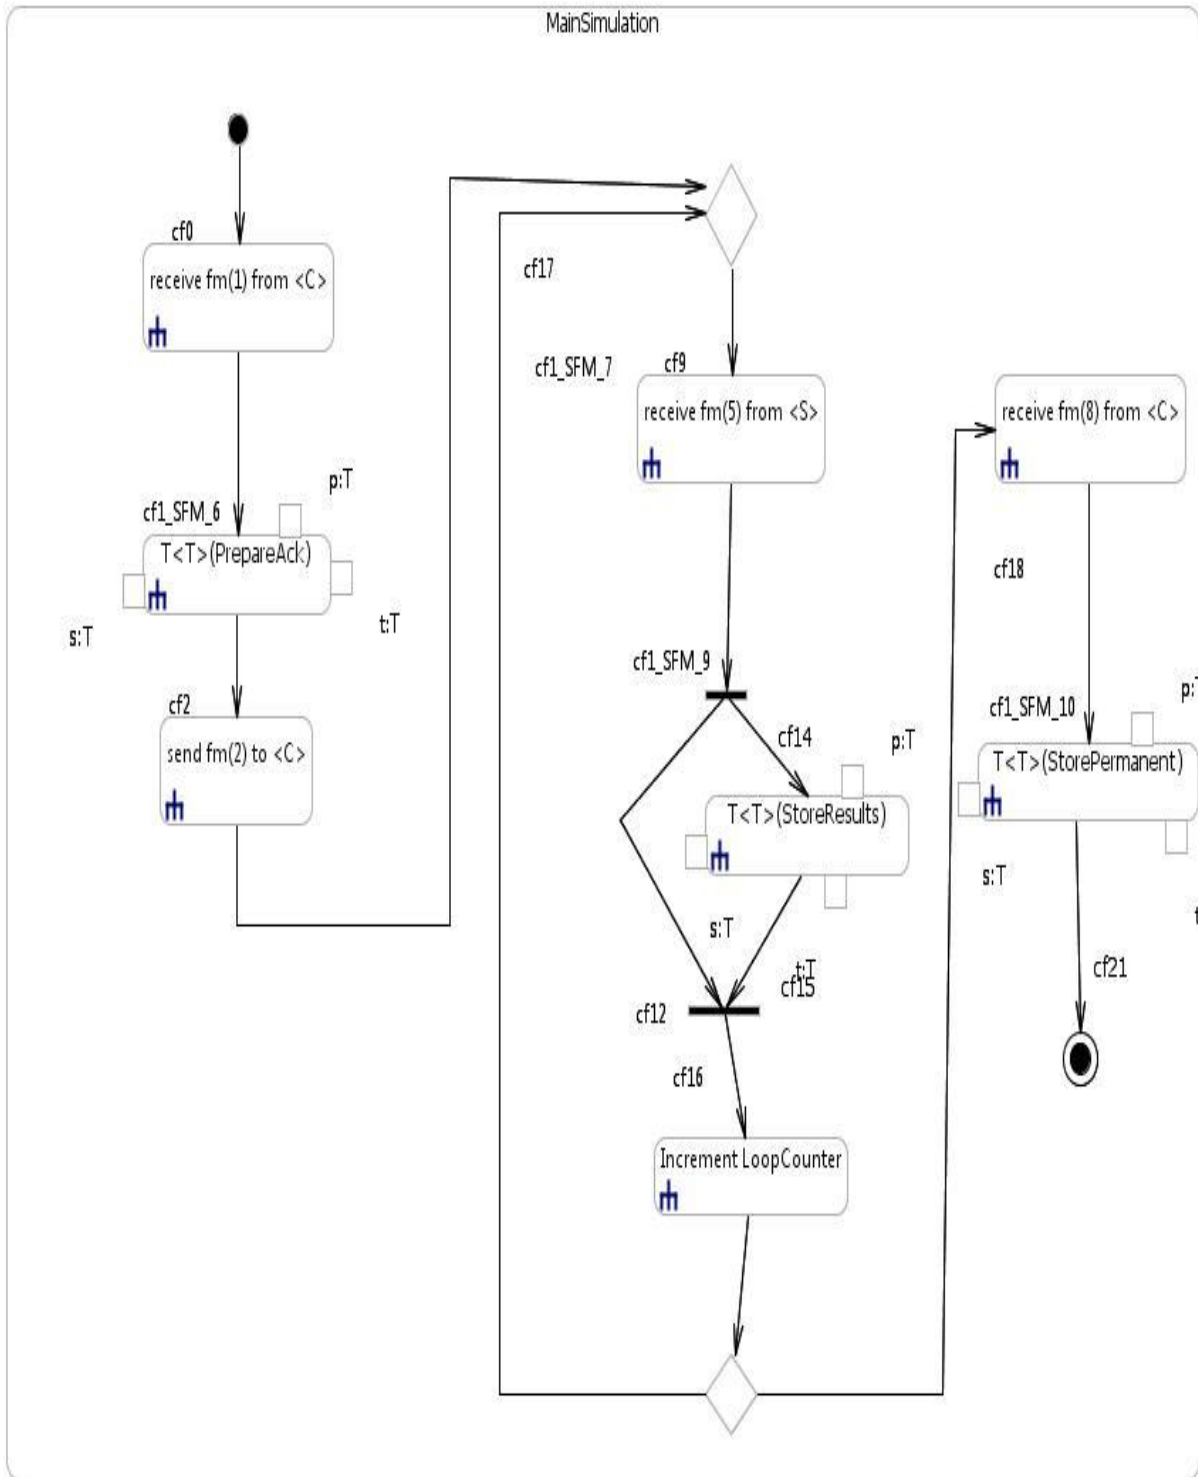 MainSimulation
cf0
receive fm(1) from <C>
p:T
cf1_SFM_6
T<T>(PrepareAck)
s:T
t:T
cf2
send fm(2) to <C>
cf17
cf1_SFM_7
cf9
receive fm(5) from <S>
cf1_SFM_9
cf14
p:T
T<T>(StoreResults)
s:T
t:T
cf15
cf12
cf16
Increment LoopCounter
receive fm(8) from <C>
cf18
p:T
cf1_SFM_10
T<T>(StorePermanent)
s:T
t
cf21